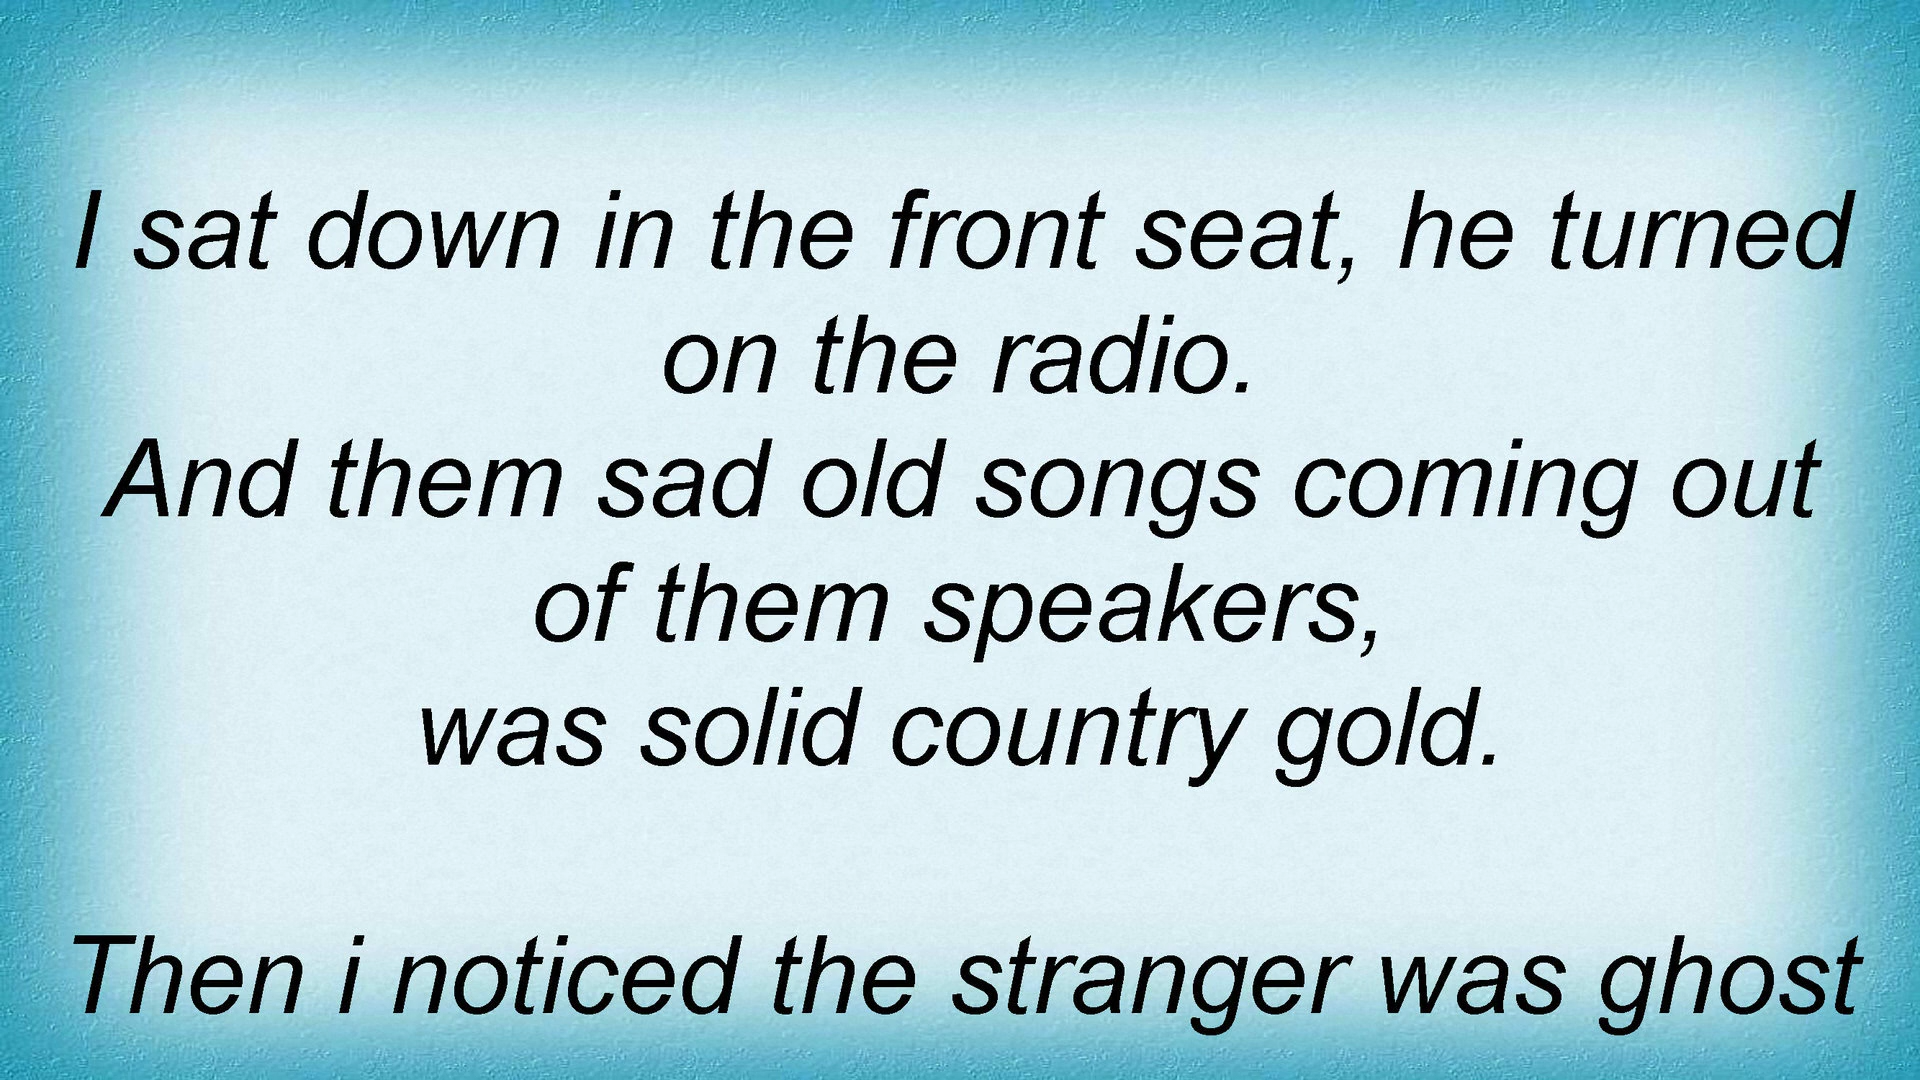 I sat down in the front seat, he turned
on the radio.
And them sad old songs coming out
of them speakers,
was solid country gold.
Then i noticed the stranger was ghost